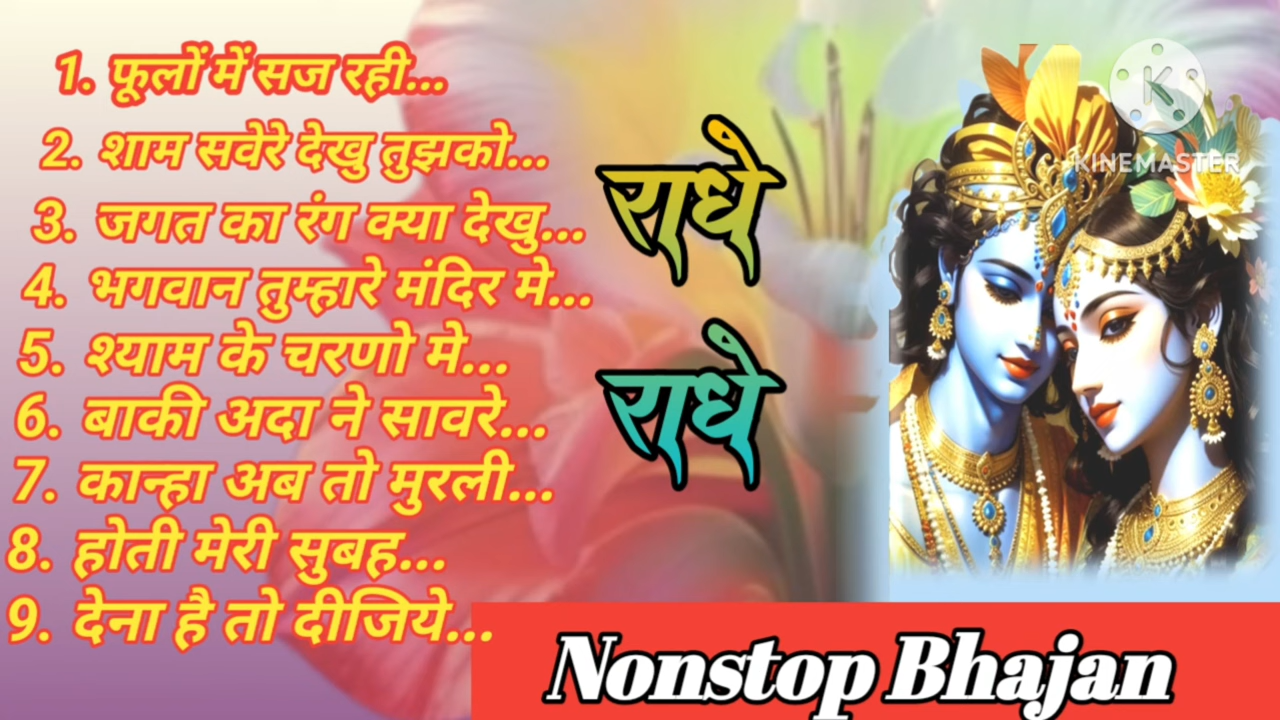 1. फूलों में सज रही...
2. शाम सवेरे देखु तुझको...
3. जगत का रंग क्या देखु...
4. भगवान तुम्हारे मंदिर मे...
5. श्याम के चरणो मे...
6. बाकी अदा ने सावरे...
7. कान्हा अब तो मुरली...
8. होती मेरी सुबह...
9. देना है तो दीजिये...
राधे
राधे
K
KINEMASTER
Nonstop Bhajan